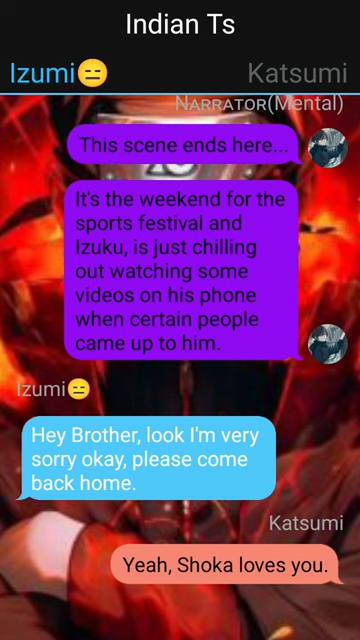 Indian Ts
Izumi😑 Katsumi
NARRATOR(Mental)
This scene ends here...
It's the weekend for the
sports festival and
Izuku, is just chilling
out watching some
videos on his phone
when certain people
came up to him.
Izumi😑
Hey Brother, look I'm very
sorry okay, please come
back home.
Katsumi
Yeah, Shoka loves you.